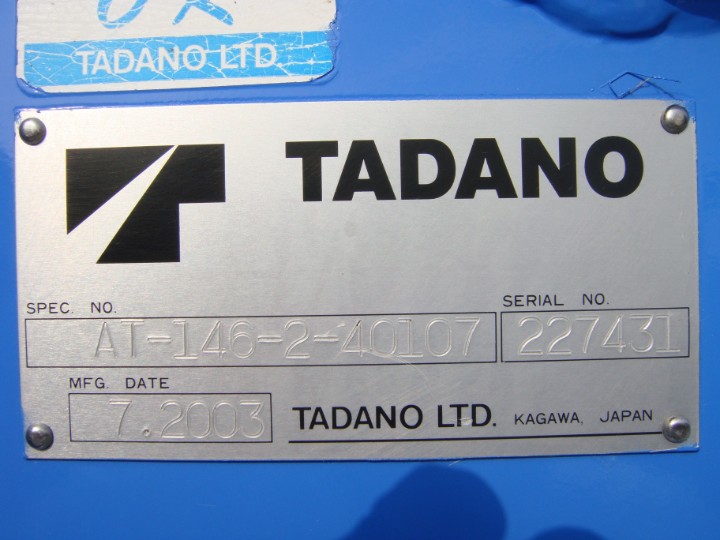 OK
TADANO LTD.
TADANO
SPEC. NO.
SERIAL NO.
AT-146-2-40107
227431
MFG. DATE
7.2003
TADANO LTD. KAGAWA, JAPAN